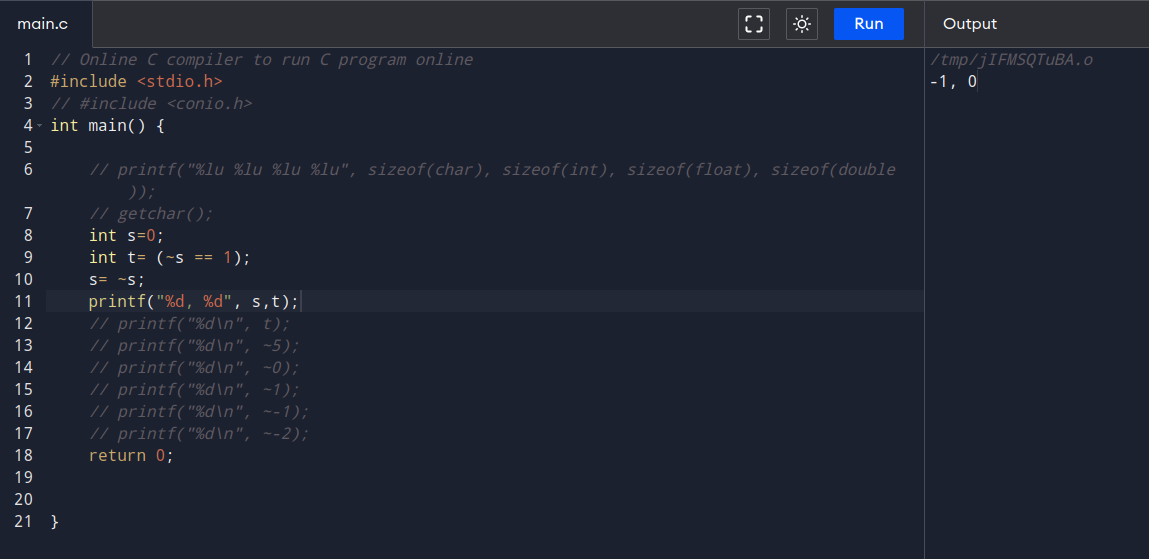 main.c
Run
Output
1 // Online C compiler to run C program online
2 #include <stdio.h>
3 // #include <conio.h>
4 int main() {
5
6 // printf("%lu %lu %lu %lu", sizeof(char), sizeof(int), sizeof(float), sizeof(double
));
7 // getchar();
8 int s=0;
9 int t= (~s == 1);
10 s= ~s;
11 printf("%d, %d", s,t);
12 // printf("%d\n", t);
13 // printf("%d\n", ~5);
14 // printf("%d\n", ~0);
15 // printf("%d\n", ~1);
16 // printf("%d\n", ~-1);
17 // printf("%d\n", ~-2);
18 return 0;
19
20
21 }
/tmp/jIFMSQTuBA.o
-1, 0